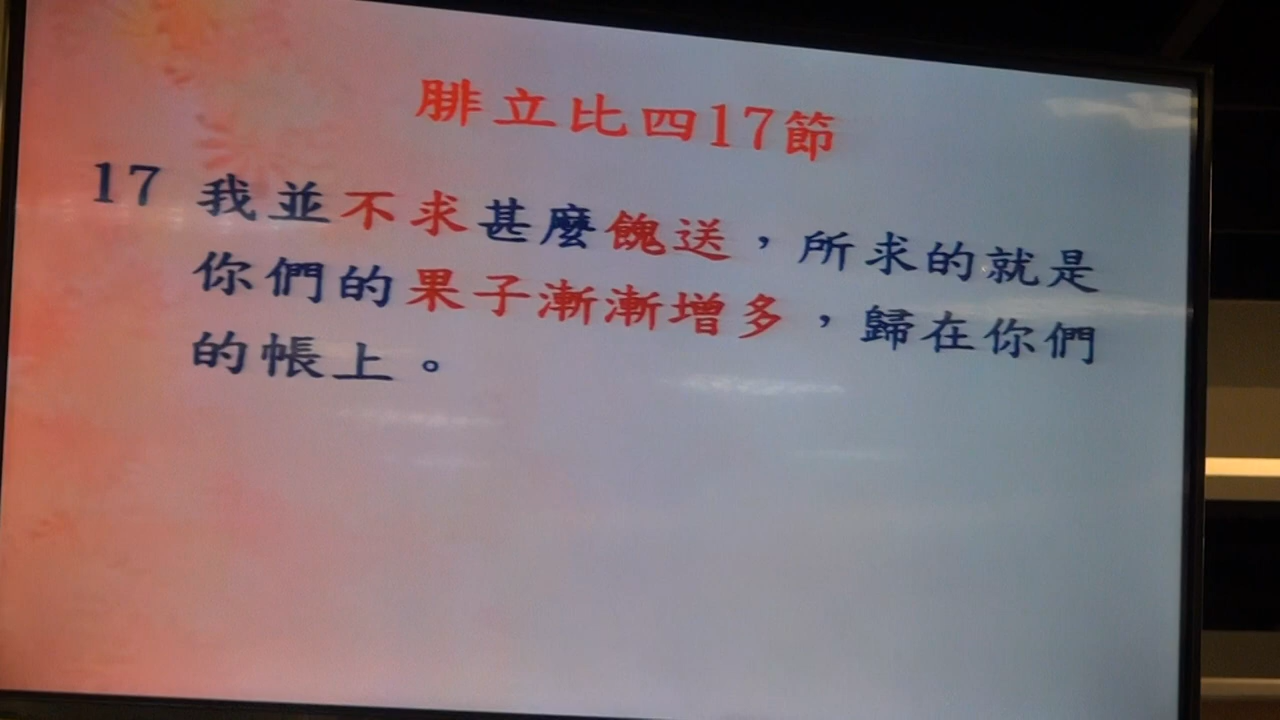 腓立比四17節
17 我並不求甚麼餽送，所求的就是
你們的果子漸漸增多，歸在你們
的帳上。